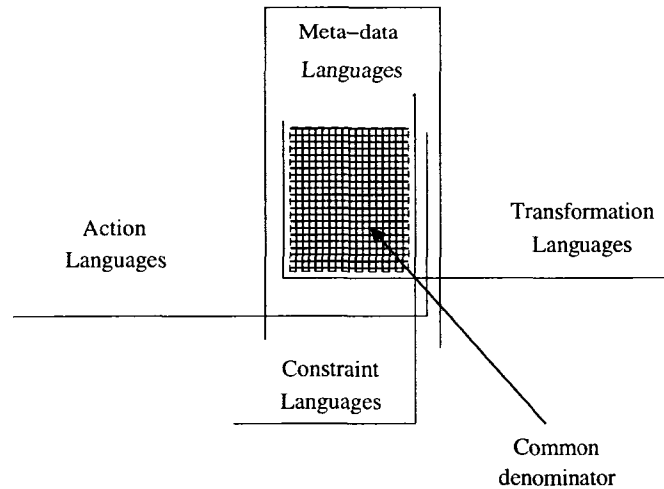 Meta-data
Languages
Action
Languages
Transformation
Languages
Constraint
Languages
Common
denominator